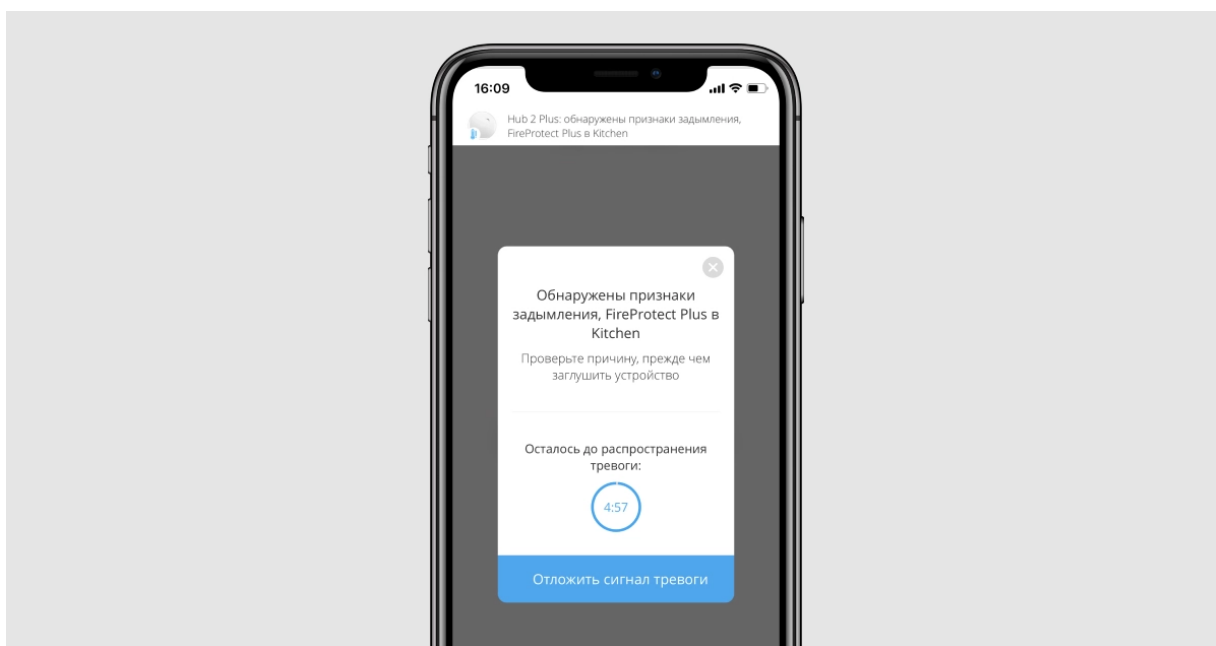 16:09
Hub 2 Plus: обнаружены признаки задымления,
FireProtect Plus в Kitchen
Обнаружены признаки
задымления, FireProtect Plus в
Kitchen
Проверьте причину, прежде чем
заглушить устройство
Осталось до распространения
тревоги:
4:57
Отложить сигнал тревоги